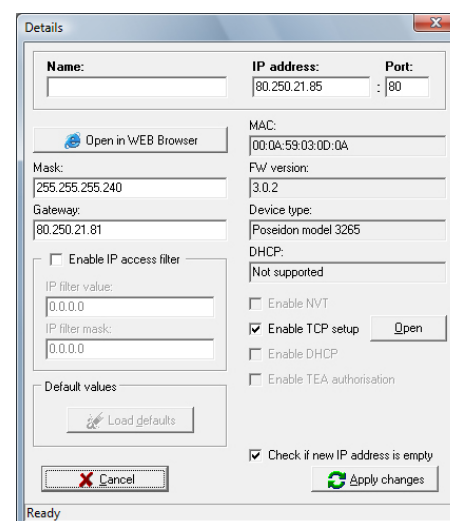 Details
Name:
IP address:
Port:
80.250.21.85
:
80
Open in WEB Browser
MAC:
00:0A:59:03:0D:0A
Mask:
255.255.255.240
FW version:
3.0.2
Gateway:
80.250.21.81
Device type:
Poseidon model 3265
Enable IP access filter
DHCP:
Not supported
IP filter value:
0.0.0.0
IP filter mask:
0.0.0.0
Enable NVT
Enable TCP setup
Open
Enable DHCP
Enable TEA authorisation
Default values
Load defaults
Check if new IP address is empty
Cancel
Apply changes
Ready